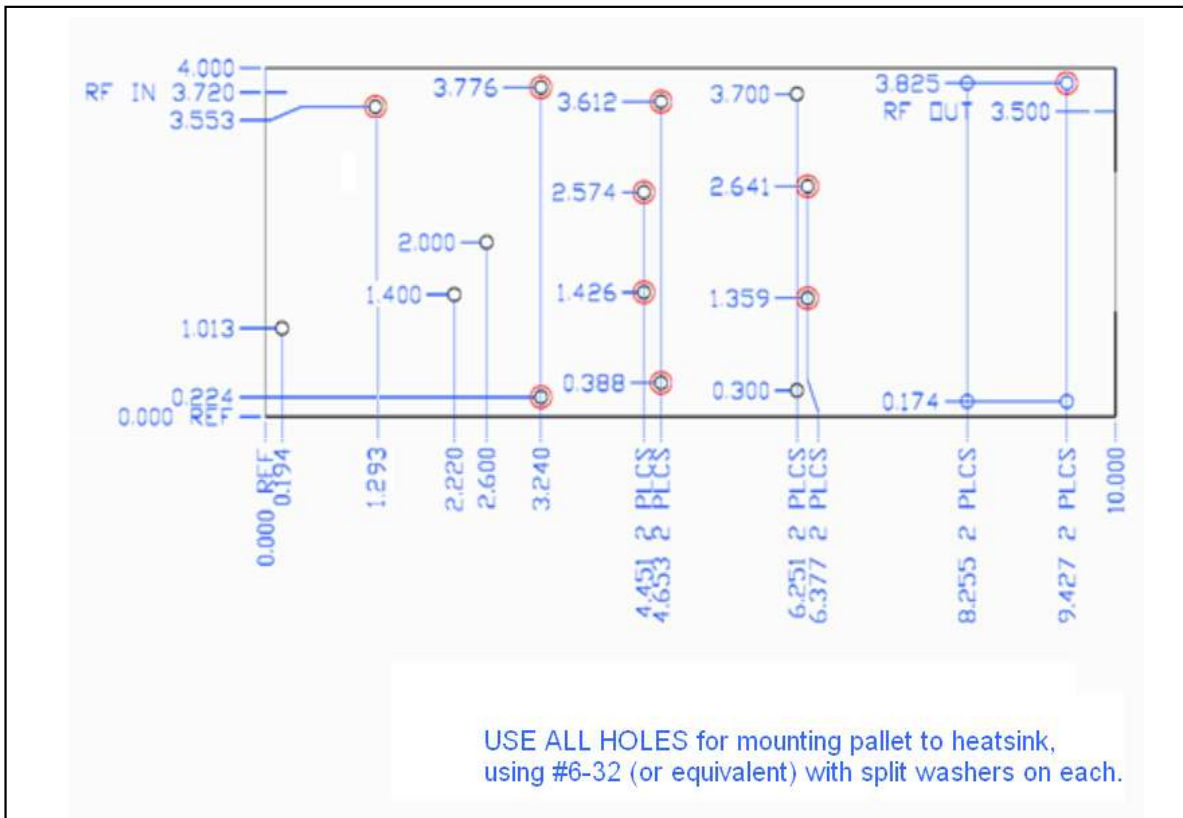 4.000
RF IN 3.720
3.553
3.776
3.612
3.700
3.825
RF OUT 3.500
2.574
2.641
2.000
1.400
1.426
1.359
1.013
0.388
0.300
0.224
0.174
0.000 REF
0.000 REF
0.194
1.293
2.220
2.600
3.240
4.451 2 PLCS
4.653 2 PLCS
6.251 2 PLCS
6.377 2 PLCS
8.255 2 PLCS
9.427 2 PLCS
10.000
USE ALL HOLES for mounting pallet to heatsink,
using #6-32 (or equivalent) with split washers on each.